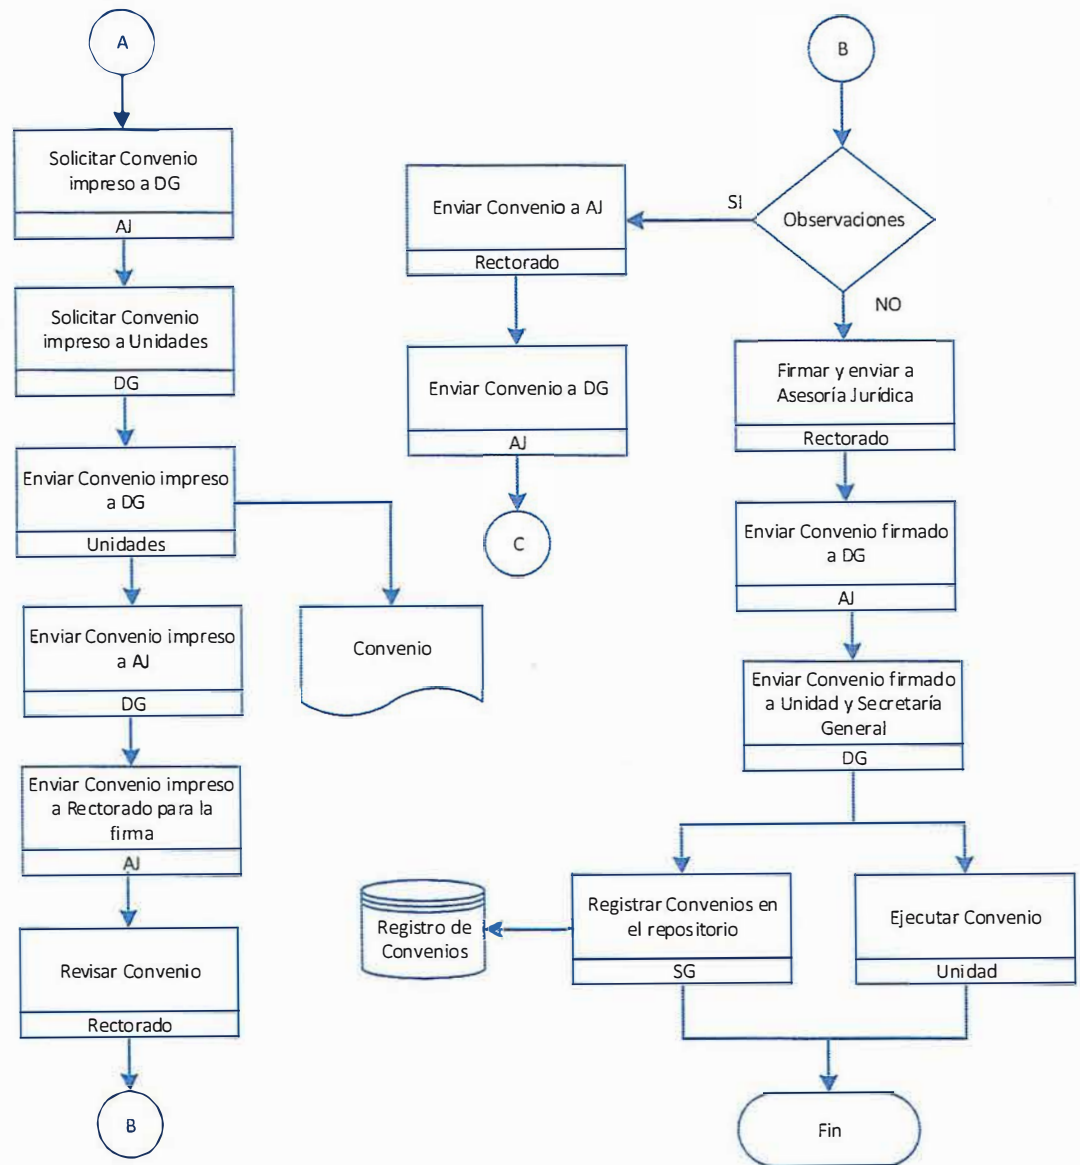 A
Solicitar Convenio
impreso a DG
AJ
Solicitar Convenio
impreso a Unidades
DG
Enviar Convenio impreso
a DG
Unidades
Convenio
Enviar Convenio impreso
a AJ
DG
Enviar Convenio impreso
a Rectorado para la
firma
AJ
Revisar Convenio
Rectorado
B
B
Observaciones
SI
NO
Enviar Convenio a AJ
Rectorado
Enviar Convenio a DG
AJ
C
Firmar y enviar a
Asesoría Jurídica
Rectorado
Enviar Convenio firmado
a DG
AJ
Enviar Convenio firmado
a Unidad y Secretaría
General
DG
Registrar Convenios en
el repositorio
SG
Registro de
Convenios
Ejecutar Convenio
Unidad
Fin